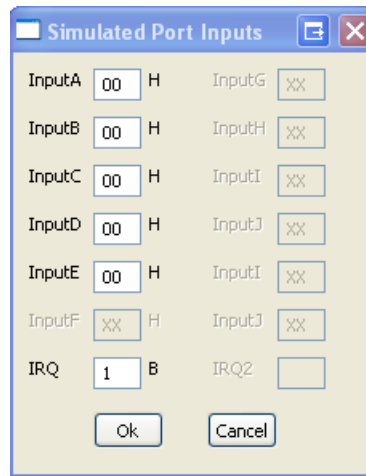 Simulated Port Inputs
InputA 00 H InputG XX
InputB 00 H InputH XX
InputC 00 H InputI XX
InputD 00 H InputJ XX
InputE 00 H InputI XX
InputF XX H InputJ XX
IRQ 1 B IRQ2
Ok Cancel